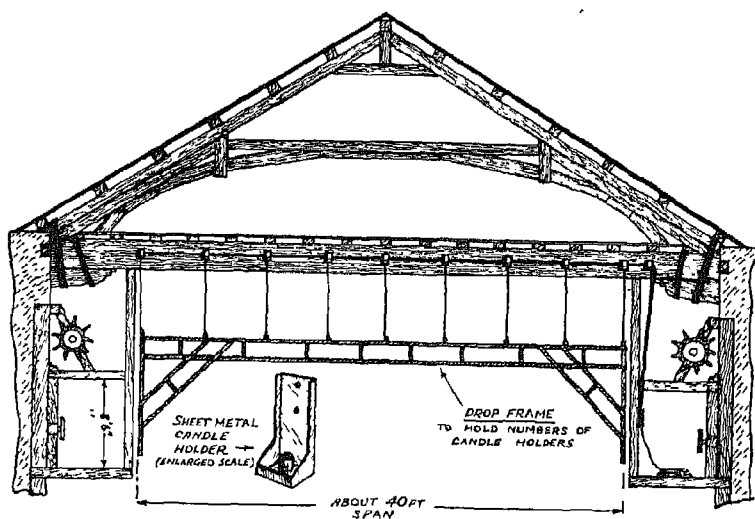 SHEET METAL
CANDLE
HOLDER →
(ENLARGED SCALE)
DROP FRAME
TO HOLD NUMBERS OF
CANDLE HOLDERS
ABOUT 40FT
SPAN